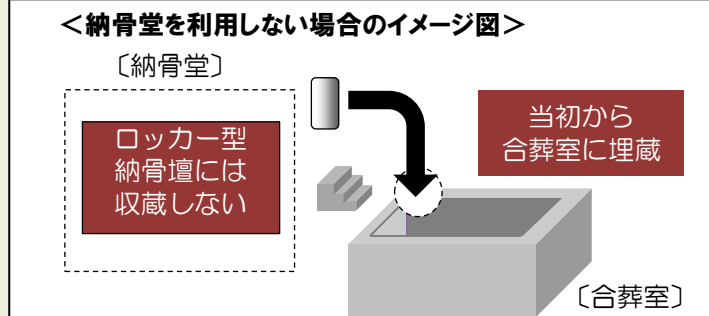 ＜納骨堂を利用しない場合のイメージ図＞
〔納骨堂〕
ロッカー型
納骨壇には
収蔵しない
当初から
合葬室に埋蔵
〔合葬室〕